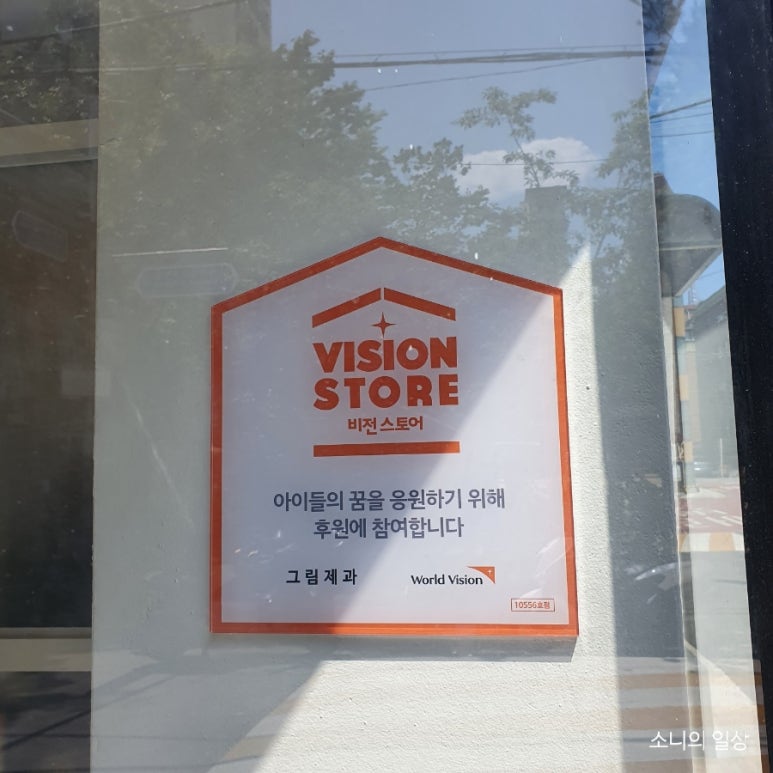 VISION
STORE
비전스토어
아이들의 꿈을 응원하기 위해
후원에 참여합니다
그림제과
World Vision
10556호점
소니의 일상